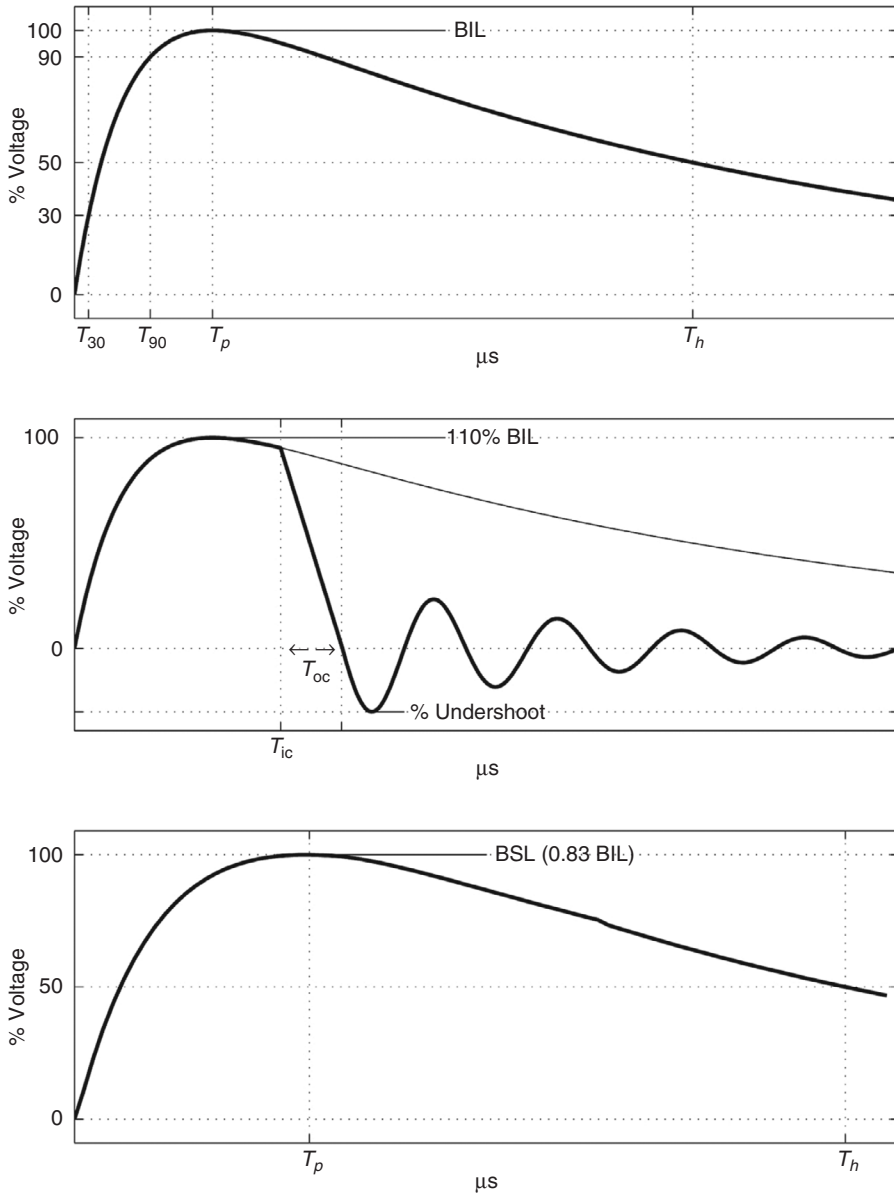 100
BIL
90
% Voltage
50
30
0
T30 T90 Tp Th
μs
100
110% BIL
% Voltage
0
Toc
% Undershoot
Tic
μs
100
BSL (0.83 BIL)
% Voltage
50
0
Tp Th
μs